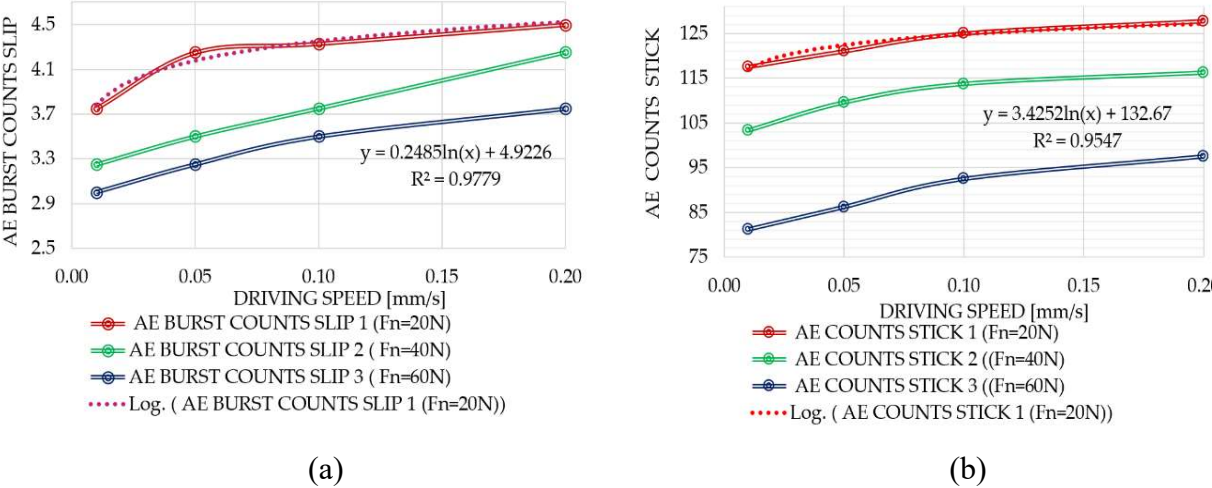 AE BURST COUNTS SLIP
4.5
4.1
3.7
3.3
2.9
2.5
y = 0.2485ln(x) + 4.9226
R² = 0.9779
0.00 0.05 0.10 0.15 0.20
DRIVING SPEED [mm/s]
AE BURST COUNTS SLIP 1 (Fn=20N)
AE BURST COUNTS SLIP 2 ( Fn=40N)
AE BURST COUNTS SLIP 3 ( Fn=60N)
Log. ( AE BURST COUNTS SLIP 1 (Fn=20N))
(a)
AE COUNTS STICK
125
115
105
95
85
75
y = 3.4252ln(x) + 132.67
R² = 0.9547
0.00 0.05 0.10 0.15 0.20
DRIVING SPEED [mm/s]
AE COUNTS STICK 1 (Fn=20N)
AE COUNTS STICK 2 ((Fn=40N)
AE COUNTS STICK 3 ((Fn=60N)
Log. ( AE COUNTS STICK 1 (Fn=20N))
(b)